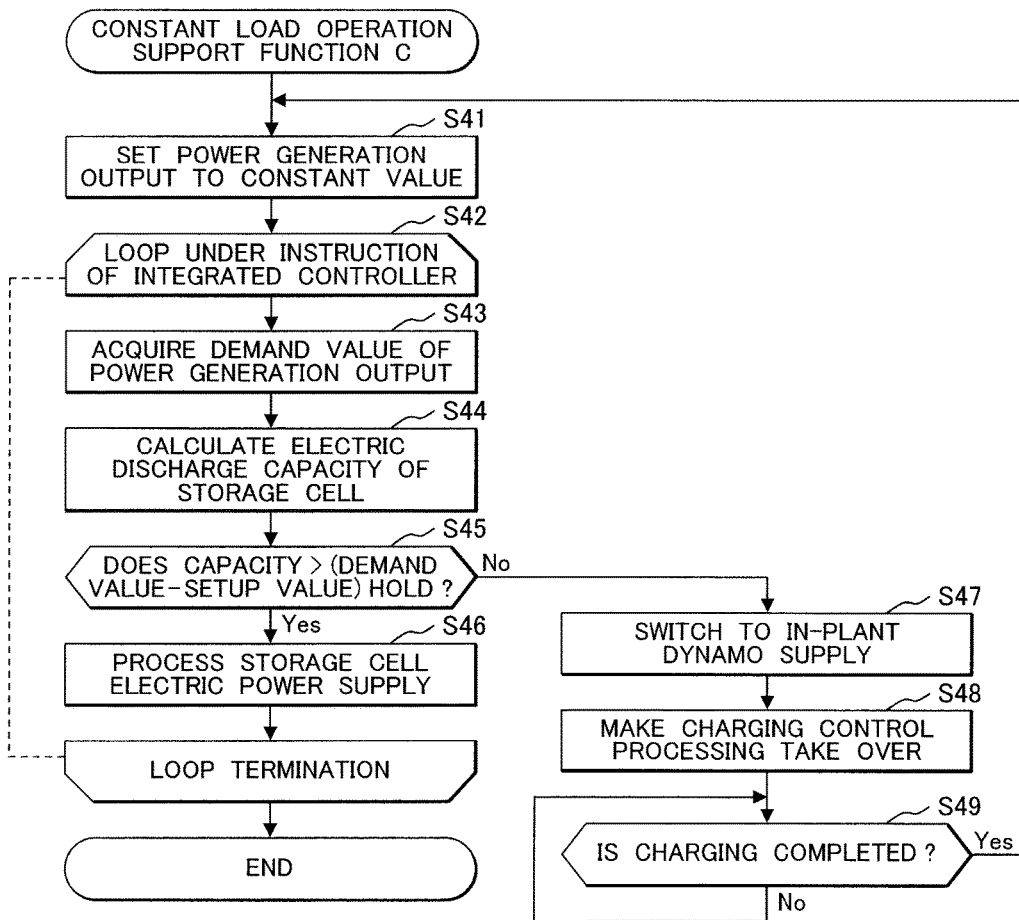 CONSTANT LOAD OPERATION
SUPPORT FUNCTION C
S41
SET POWER GENERATION
OUTPUT TO CONSTANT VALUE
S42
LOOP UNDER INSTRUCTION
OF INTEGRATED CONTROLLER
S43
ACQUIRE DEMAND VALUE OF
POWER GENERATION OUTPUT
S44
CALCULATE ELECTRIC
DISCHARGE CAPACITY OF
STORAGE CELL
S45
DOES CAPACITY > (DEMAND
VALUE-SETUP VALUE) HOLD ?
No
Yes
S46
PROCESS STORAGE CELL
ELECTRIC POWER SUPPLY
LOOP TERMINATION
END
S47
SWITCH TO IN-PLANT
DYNAMO SUPPLY
S48
MAKE CHARGING CONTROL
PROCESSING TAKE OVER
S49
IS CHARGING COMPLETED ?
Yes
No